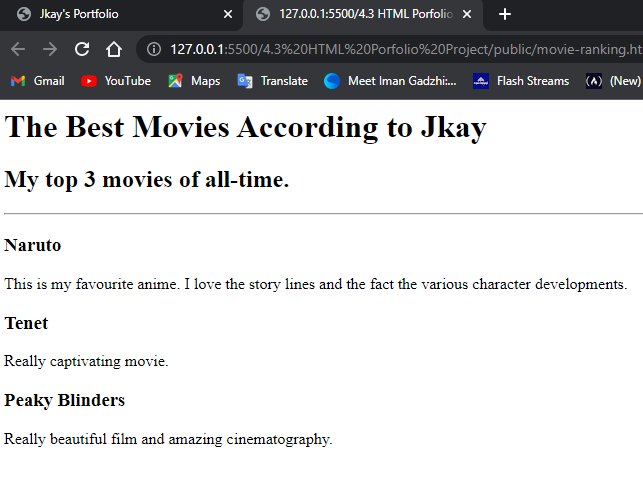 Jkay's Portfolio
127.0.0.1:5500/4.3 HTML Porfolio
127.0.0.1:5500/4.3%20HTML%20Porfolio%20Project/public/movie-ranking.ht
Gmail YouTube Maps Translate Meet Iman Gadzhi:... Flash Streams (New)
The Best Movies According to Jkay
My top 3 movies of all-time.
Naruto
This is my favourite anime. I love the story lines and the fact the various character developments.
Tenet
Really captivating movie.
Peaky Blinders
Really beautiful film and amazing cinematography.